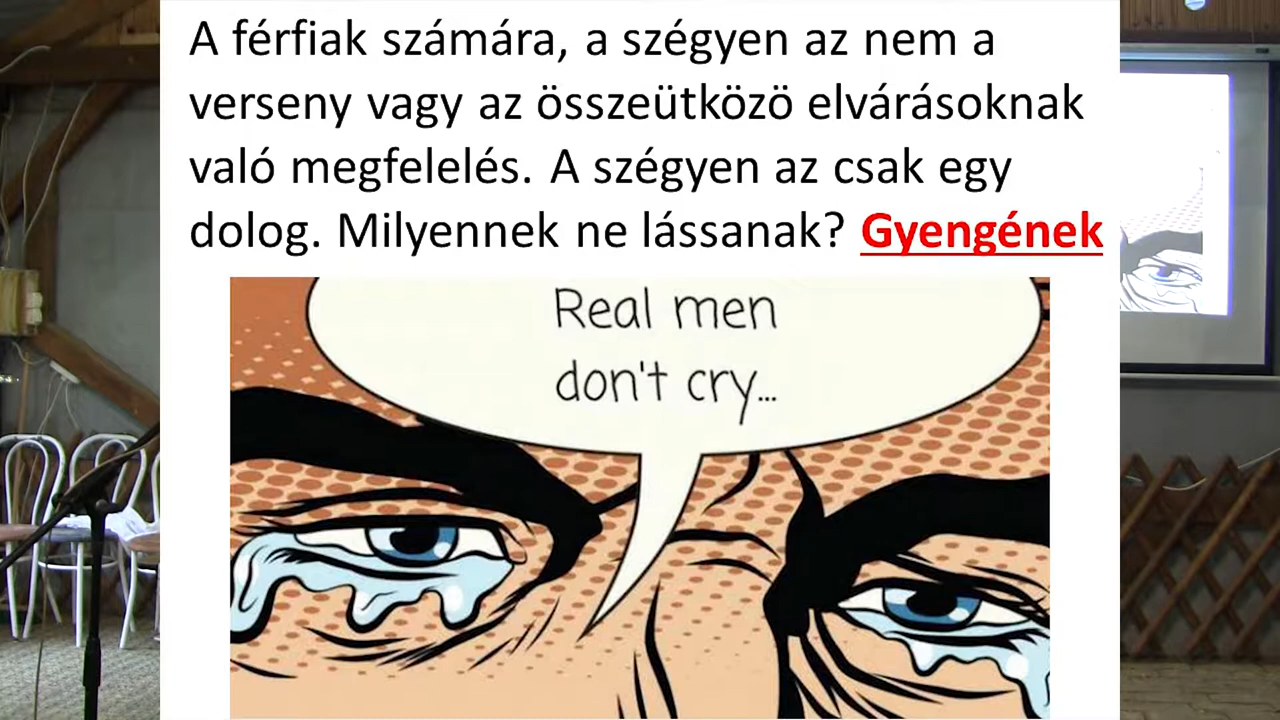 A férfiak számára, a szégyen az nem a
verseny vagy az összeütközö elvárásoknak
való megfelelés. A szégyen az csak egy
dolog. Milyennek ne lássanak? Gyengének
Real men
don't cry...